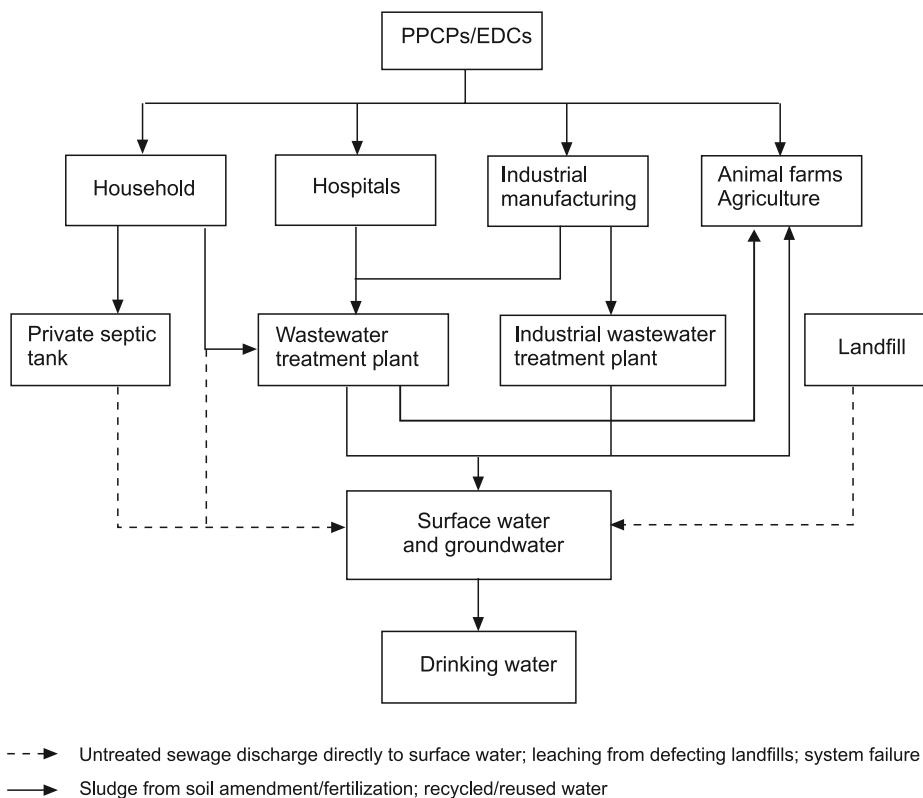 PPCPs/EDCs
Household
Hospitals
Industrial
manufacturing
Animal farms
Agriculture
Private septic
tank
Wastewater
treatment plant
Industrial wastewater
treatment plant
Landfill
Surface water
and groundwater
Drinking water
Untreated sewage discharge directly to surface water; leaching from defecting landfills; system failure
Sludge from soil amendment/fertilization; recycled/reused water